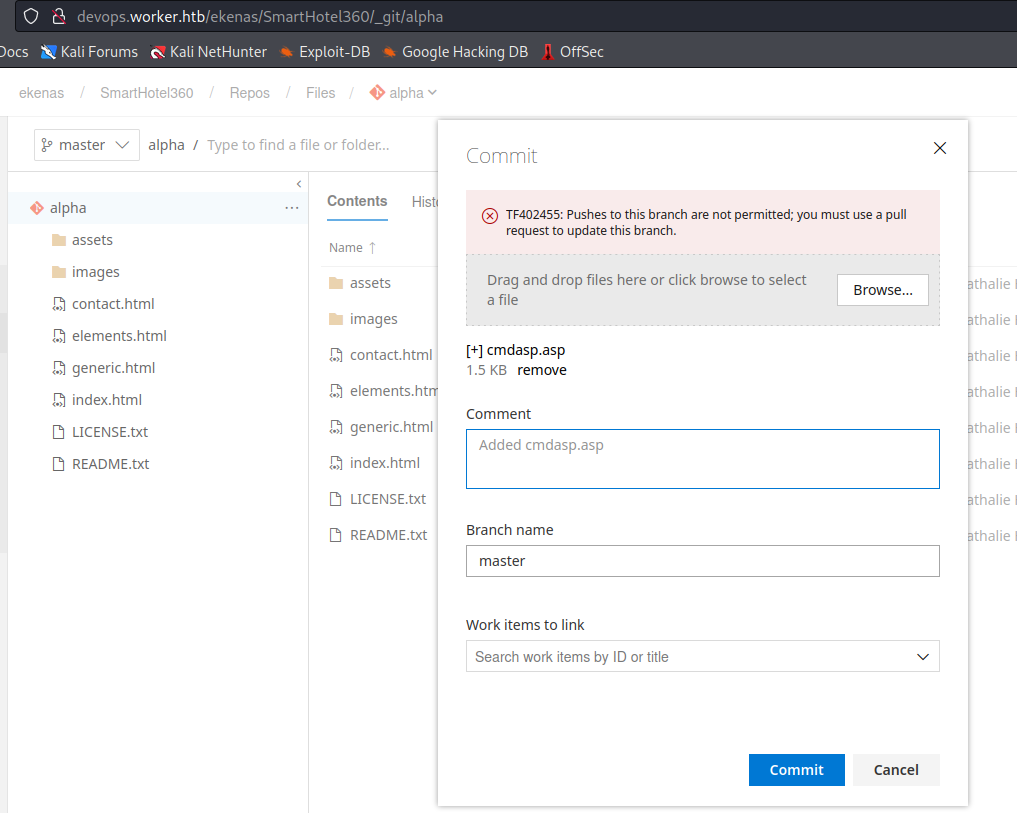 devops.worker.htb/ekenas/SmartHotel360/_git/alpha
Docs Kali Forums Kali NetHunter Exploit-DB Google Hacking DB OffSec
ekenas / SmartHotel360 / Repos / Files / alpha
master alpha / Type to find a file or folder...
alpha ...
assets
images
contact.html
elements.html
generic.html
index.html
LICENSE.txt
README.txt
Contents Histo
Name ↑
assets
images
contact.html
elements.htm
generic.html
index.html
LICENSE.txt
README.txt
Commit
TF402455: Pushes to this branch are not permitted; you must use a pull
request to update this branch.
Drag and drop files here or click browse to select
a file
Browse...
[+] cmdasp.asp
1.5 KB remove
Comment
Added cmdasp.asp
Branch name
master
Work items to link
Search work items by ID or title
Commit Cancel
athalie
athalie
athalie
athalie
athalie
athalie
athalie
athalie